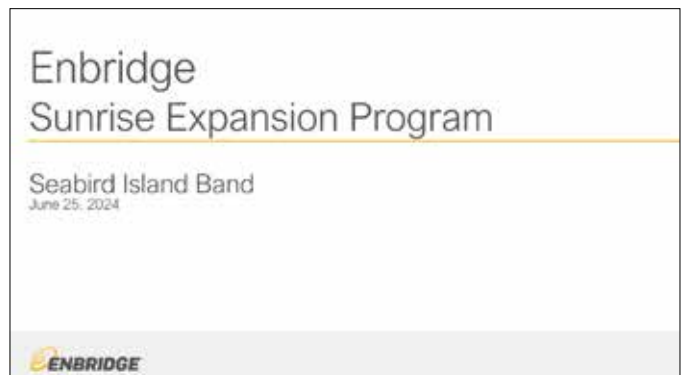 Enbridge
Sunrise Expansion Program
Seabird Island Band
June 25, 2024
ENBRIDGE